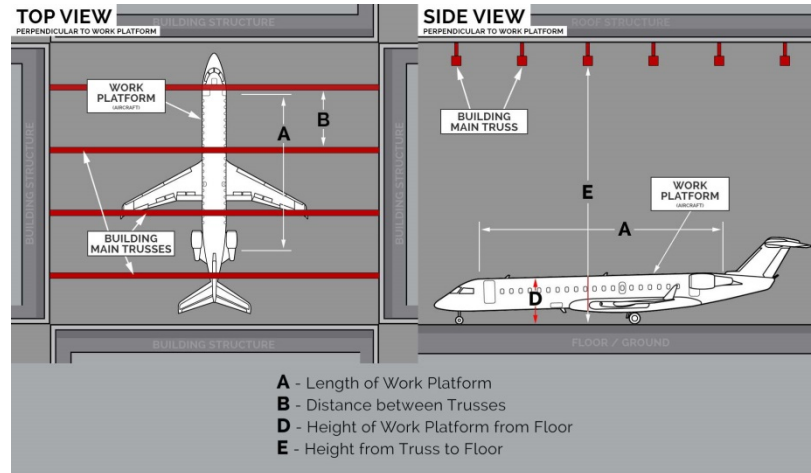 TOP VIEW
PERPENDICULAR TO WORK PLATFORM
BUILDING STRUCTURE
WORK
PLATFORM
(AIRCRAFT)
A
B
BUILDING STRUCTURE
BUILDING STRUCTURE
BUILDING
MAIN TRUSSES
BUILDING STRUCTURE
SIDE VIEW
PERPENDICULAR TO WORK PLATFORM
ROOF STRUCTURE
BUILDING
MAIN TRUSS
E
WORK
PLATFORM
(AIRCRAFT)
A
D
FLOOR / GROUND
A - Length of Work Platform
B - Distance between Trusses
D - Height of Work Platform from Floor
E - Height from Truss to Floor